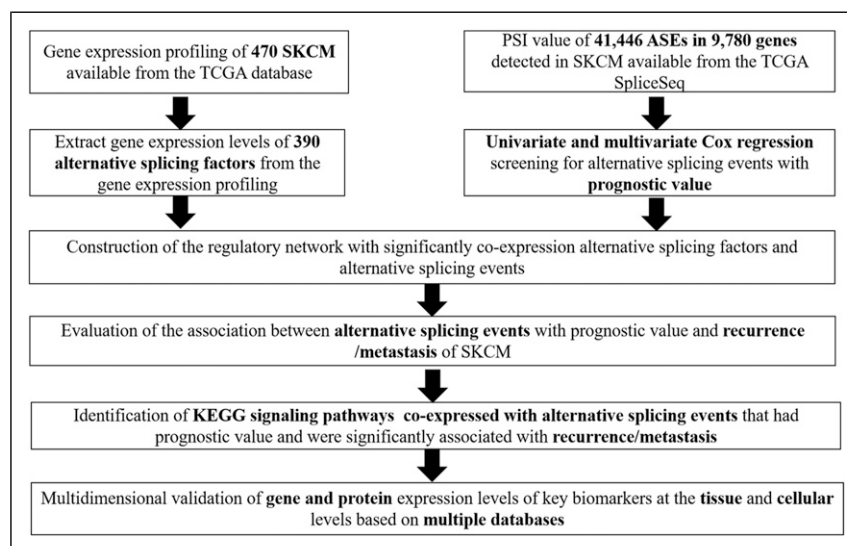 Gene expression profiling of 470 SKCM
available from the TCGA database
PSI value of 41,446 ASEs in 9,780 genes
detected in SKCM available from the TCGA
SpliceSeq
Extract gene expression levels of 390
alternative splicing factors from the
gene expression profiling
Univariate and multivariate Cox regression
screening for alternative splicing events with
prognostic value
Construction of the regulatory network with significantly co-expression alternative splicing factors and
alternative splicing events
Evaluation of the association between alternative splicing events with prognostic value and recurrence
/metastasis of SKCM
Identification of KEGG signaling pathways co-expressed with alternative splicing events that had
prognostic value and were significantly associated with recurrence/metastasis
Multidimensional validation of gene and protein expression levels of key biomarkers at the tissue and cellular
levels based on multiple databases